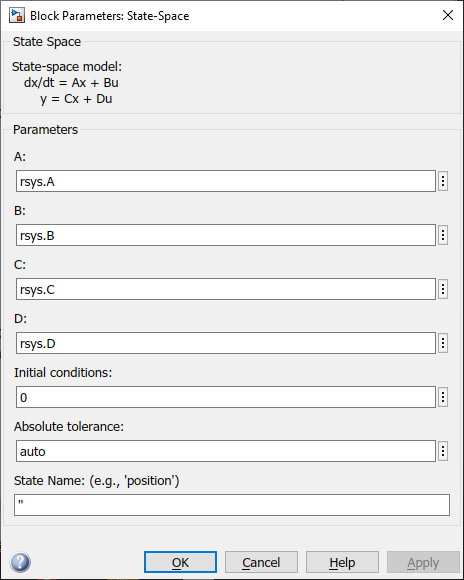 Block Parameters: State-Space
State Space
State-space model:
dx/dt = Ax + Bu
y = Cx + Du
Parameters
A:
rsys.A
B:
rsys.B
C:
rsys.C
D:
rsys.D
Initial conditions:
0
Absolute tolerance:
auto
State Name: (e.g., 'position')
''
OK
Cancel
Help
Apply